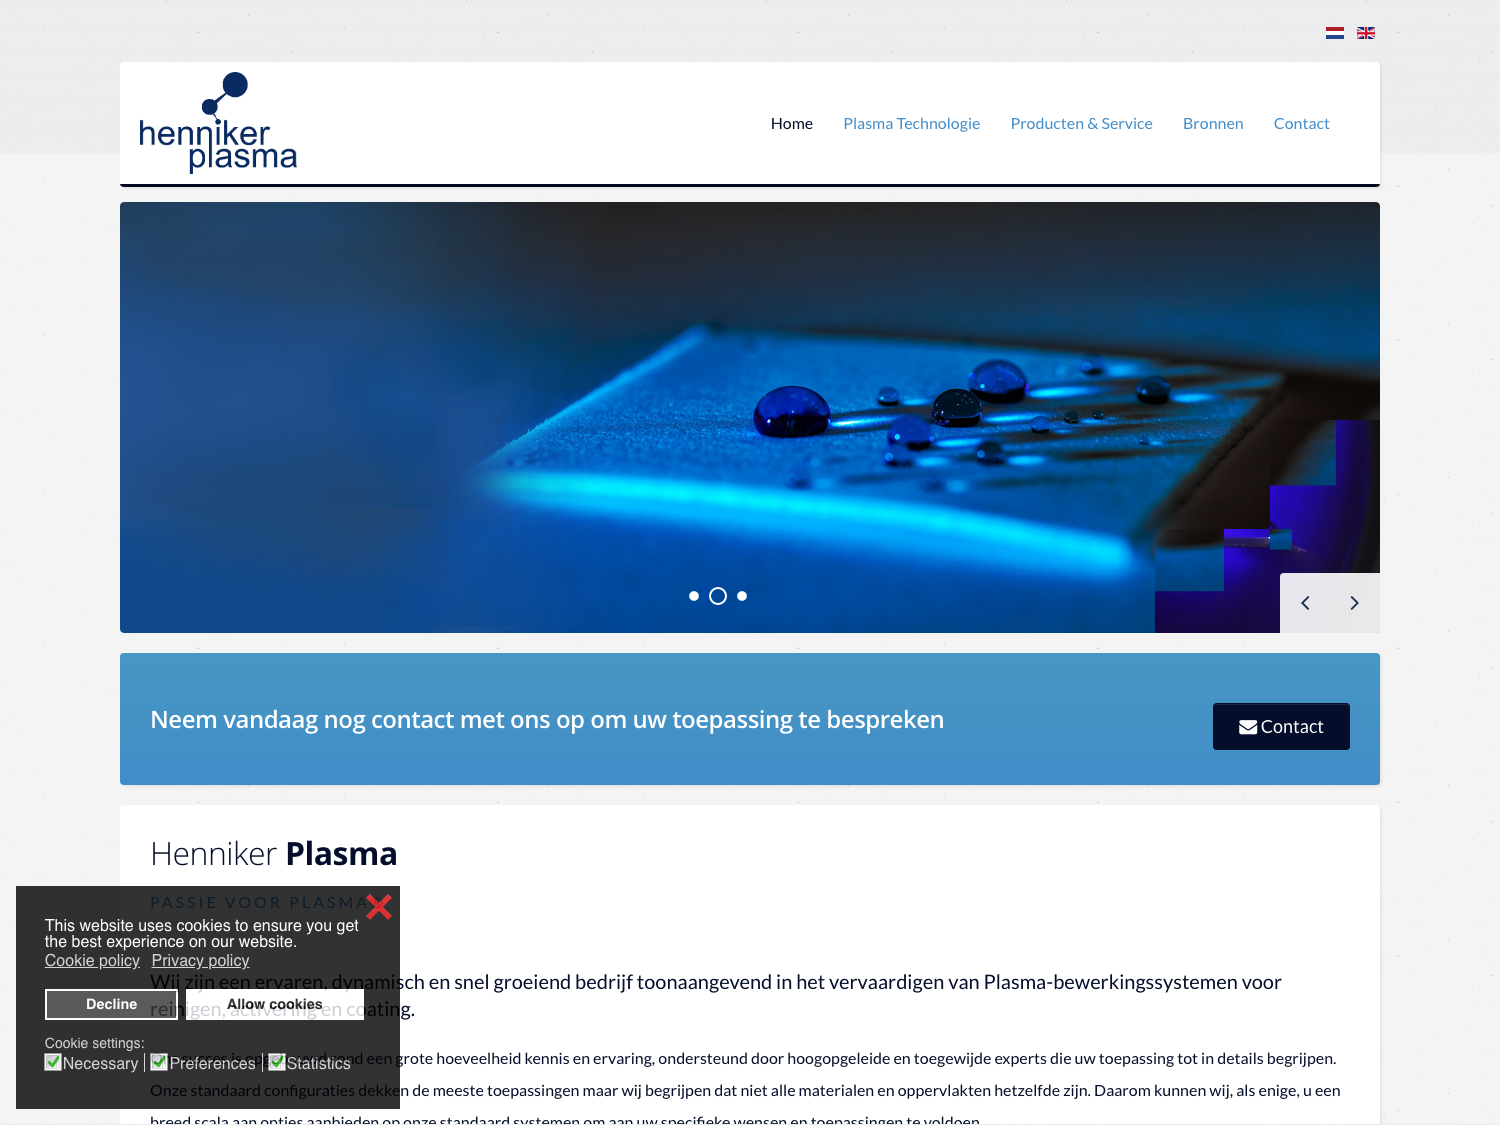 henniker
plasma
Home
Plasma Technologie
Producten & Service
Bronnen
Contact
Neem vandaag nog contact met ons op om uw toepassing te bespreken
Contact
Henniker Plasma
PASSIE VOOR PLASMA
Wij zijn een ervaren, dynamisch en snel groeiend bedrijf toonaangevend in het vervaardigen van Plasma-bewerkingssystemen voor
reinigen, activering en coating.
succes is op rond een grote hoeveelheid kennis en ervaring, ondersteund door hoogopgeleide en toegewijde experts die uw toepassing tot in details begrijpen.
Onze standaard configuraties dekken de meeste toepassingen maar wij begrijpen dat niet alle materialen en oppervlakten hetzelfde zijn. Daarom kunnen wij, als enige, u een
breed scala aan opties aanbieden op onze standaard systemen om aan uw specifieke wensen en toepassingen te voldoen.
This website uses cookies to ensure you get
the best experience on our website.
Cookie policy Privacy policy
Decline
Allow cookies
Cookie settings:
Necessary
Preferences
Statistics